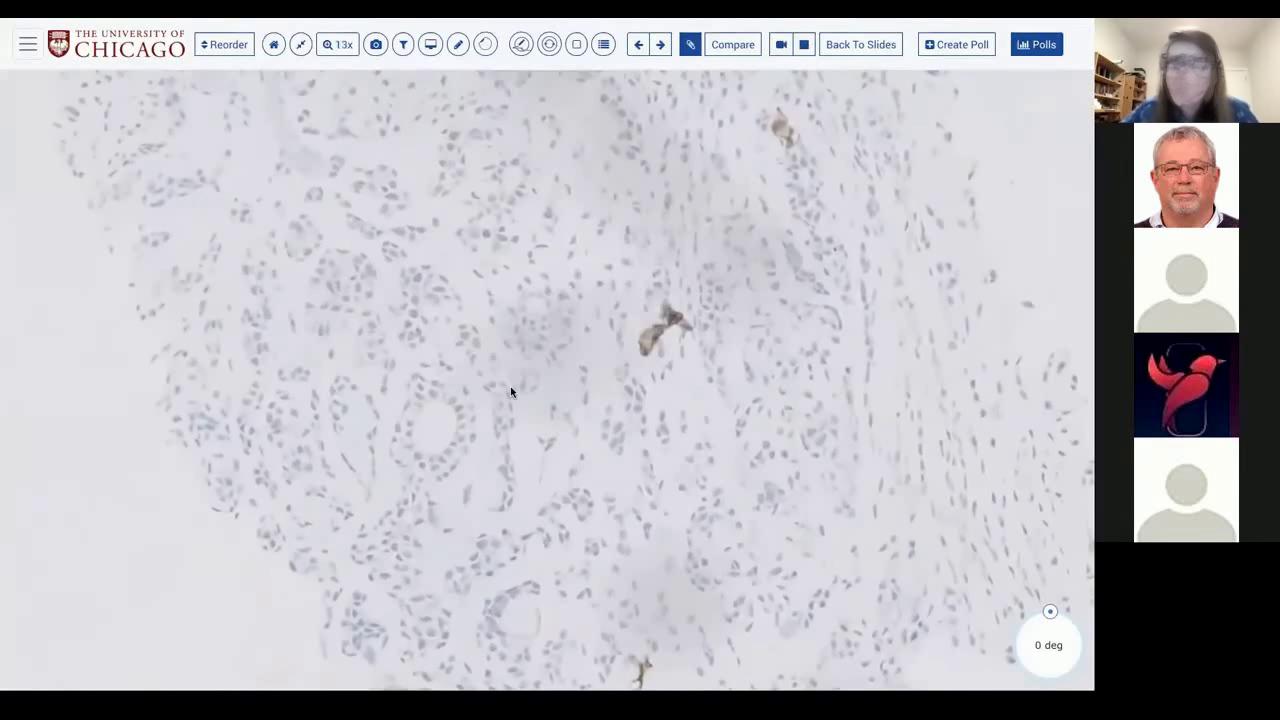 THE UNIVERSITY OF
CHICAGO
Reorder
13x
Compare
Back To Slides
Create Poll
Polls
0 deg